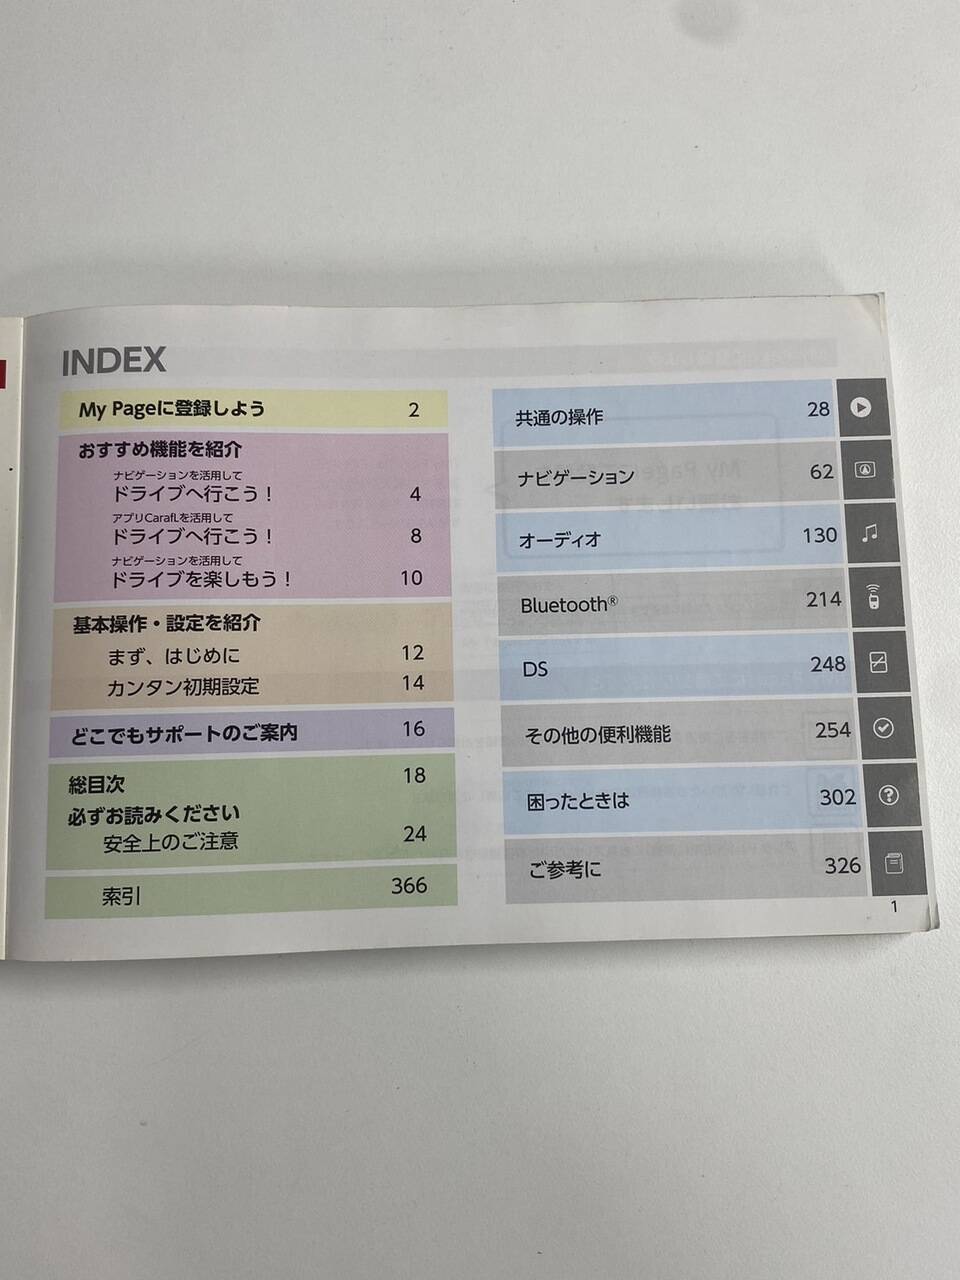 INDEX
My Pageに登録しよう 2
おすすめ機能を紹介
ナビゲーションを活用して
ドライブへ行こう！ 4
アプリCarafLを活用して
ドライブへ行こう！ 8
ナビゲーションを活用して
ドライブを楽しもう！ 10
基本操作・設定を紹介
まず、はじめに 12
カンタン初期設定 14
どこでもサポートのご案内 16
総目次 18
必ずお読みください
安全上のご注意 24
索引 366
共通の操作 28
ナビゲーション 62
オーディオ 130
Bluetooth® 214
DS 248
その他の便利機能 254
困ったときは 302
ご参考に 326
1